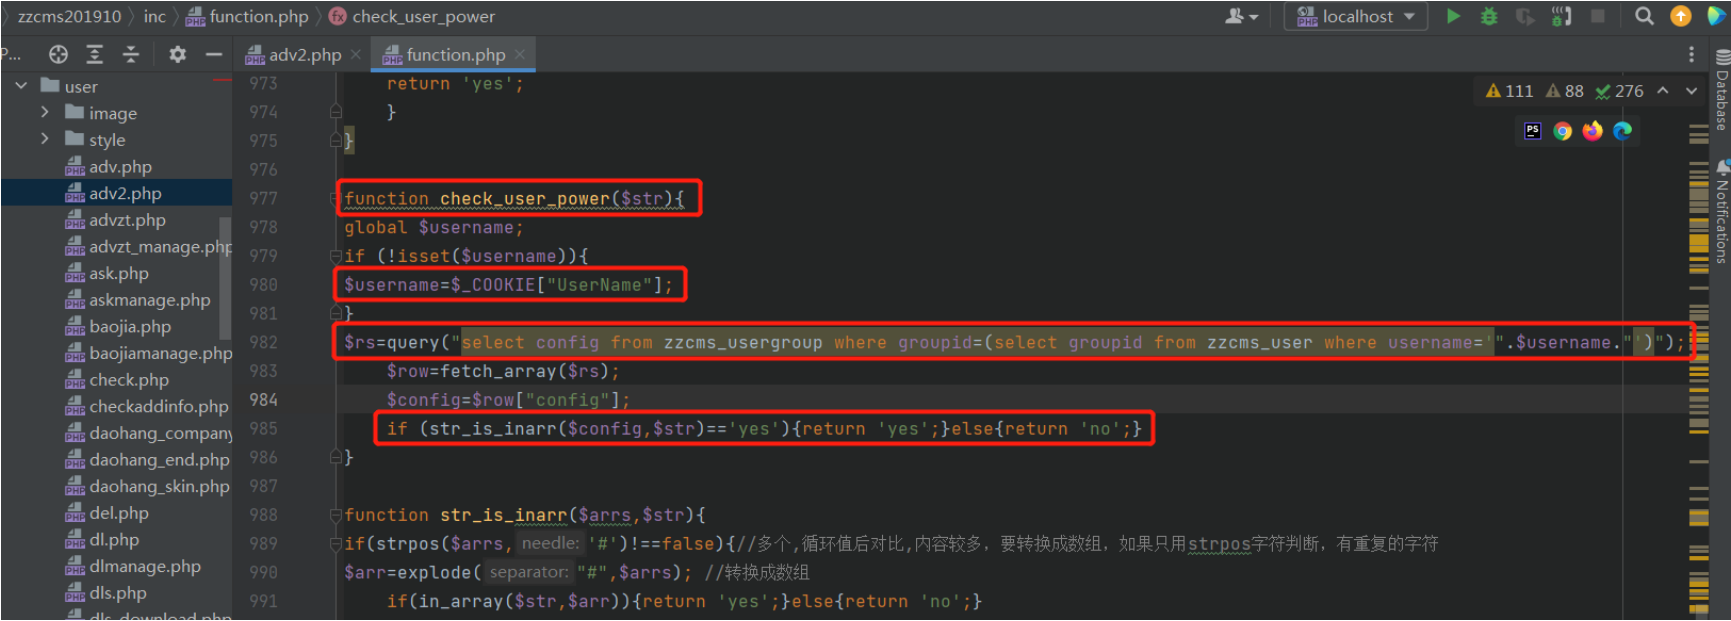 zzcms201910 inc function.php check_user_power localhost
P... adv2.php function.php
user
image
style
adv.php
adv2.php
advzt.php
advzt_manage.php
ask.php
askmanage.php
baojia.php
baojiamanage.php
check.php
checkaddinfo.php
daohang_company
daohang_end.php
daohang_skin.php
del.php
dl.php
dlmanage.php
dls.php
dls_download.php
111 88 276
973 return 'yes';
974 }
975 }
976
977 function check_user_power($str){
978 global $username;
979 if (!isset($username)){
980 $username=$_COOKIE["UserName"];
981 }
982 $rs=query("select config from zzcms_usergroup where groupid=(select groupid from zzcms_user where username='".$username."')");
983 $row=fetch_array($rs);
984 $config=$row["config"];
985 if (str_is_inarr($config,$str)=='yes'){return 'yes';}else{return 'no';}
986 }
987
988 function str_is_inarr($arrs,$str){
989 if(strpos($arrs, needle: '#')!==false){//多个,循环值后对比,内容较多，要转换成数组，如果只用strpos字符判断，有重复的字符
990 $arr=explode( separator: "#",$arrs); //转换成数组
991 if(in_array($str,$arr)){return 'yes';}else{return 'no';}
Database
Notifications